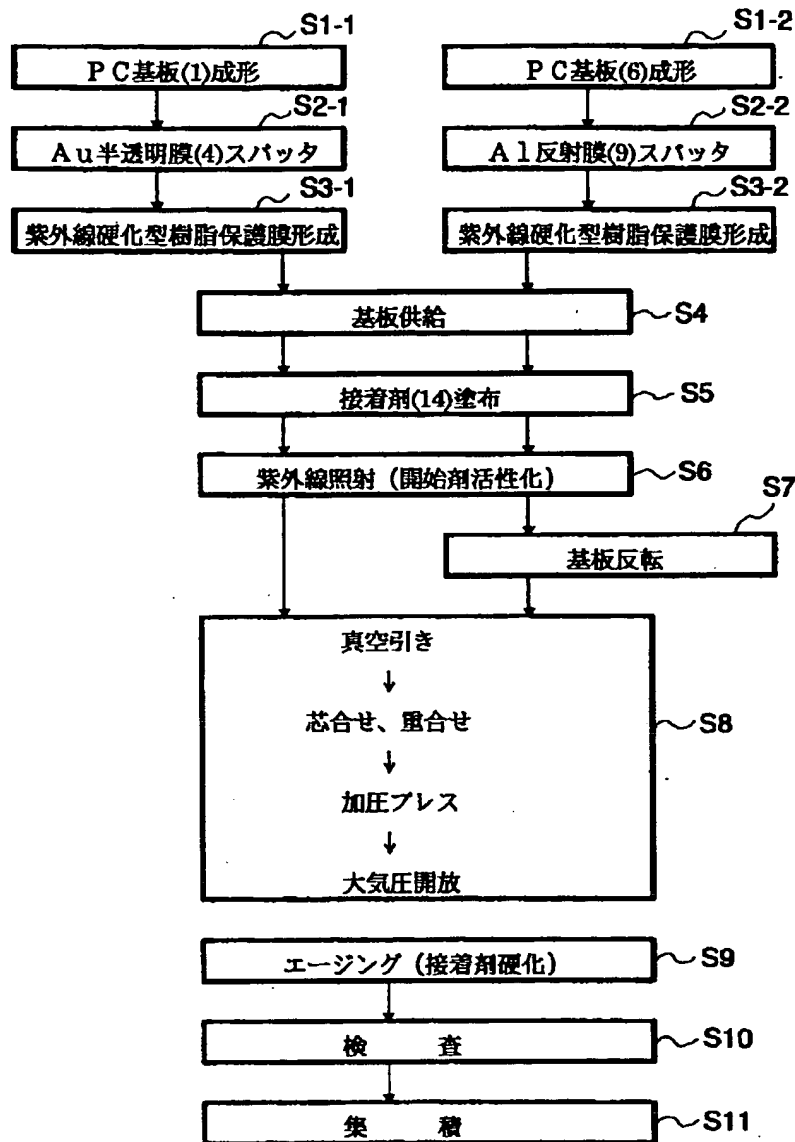 S1-1
S1-2
PC基板(1)成形
PC基板(6)成形
S2-1
S2-2
Au半透明膜(4)スパッタ
Al反射膜(9)スパッタ
S3-1
S3-2
紫外線硬化型樹脂保護膜形成
紫外線硬化型樹脂保護膜形成
基板供給
S4
接着剤(14)塗布
S5
紫外線照射(開始剤活性化)
S6
S7
基板反転
真空引き
↓
芯合せ、重合せ
S8
↓
加圧プレス
↓
大気圧開放
エージング(接着剤硬化)
S9
検 査
S10
集 積
S11